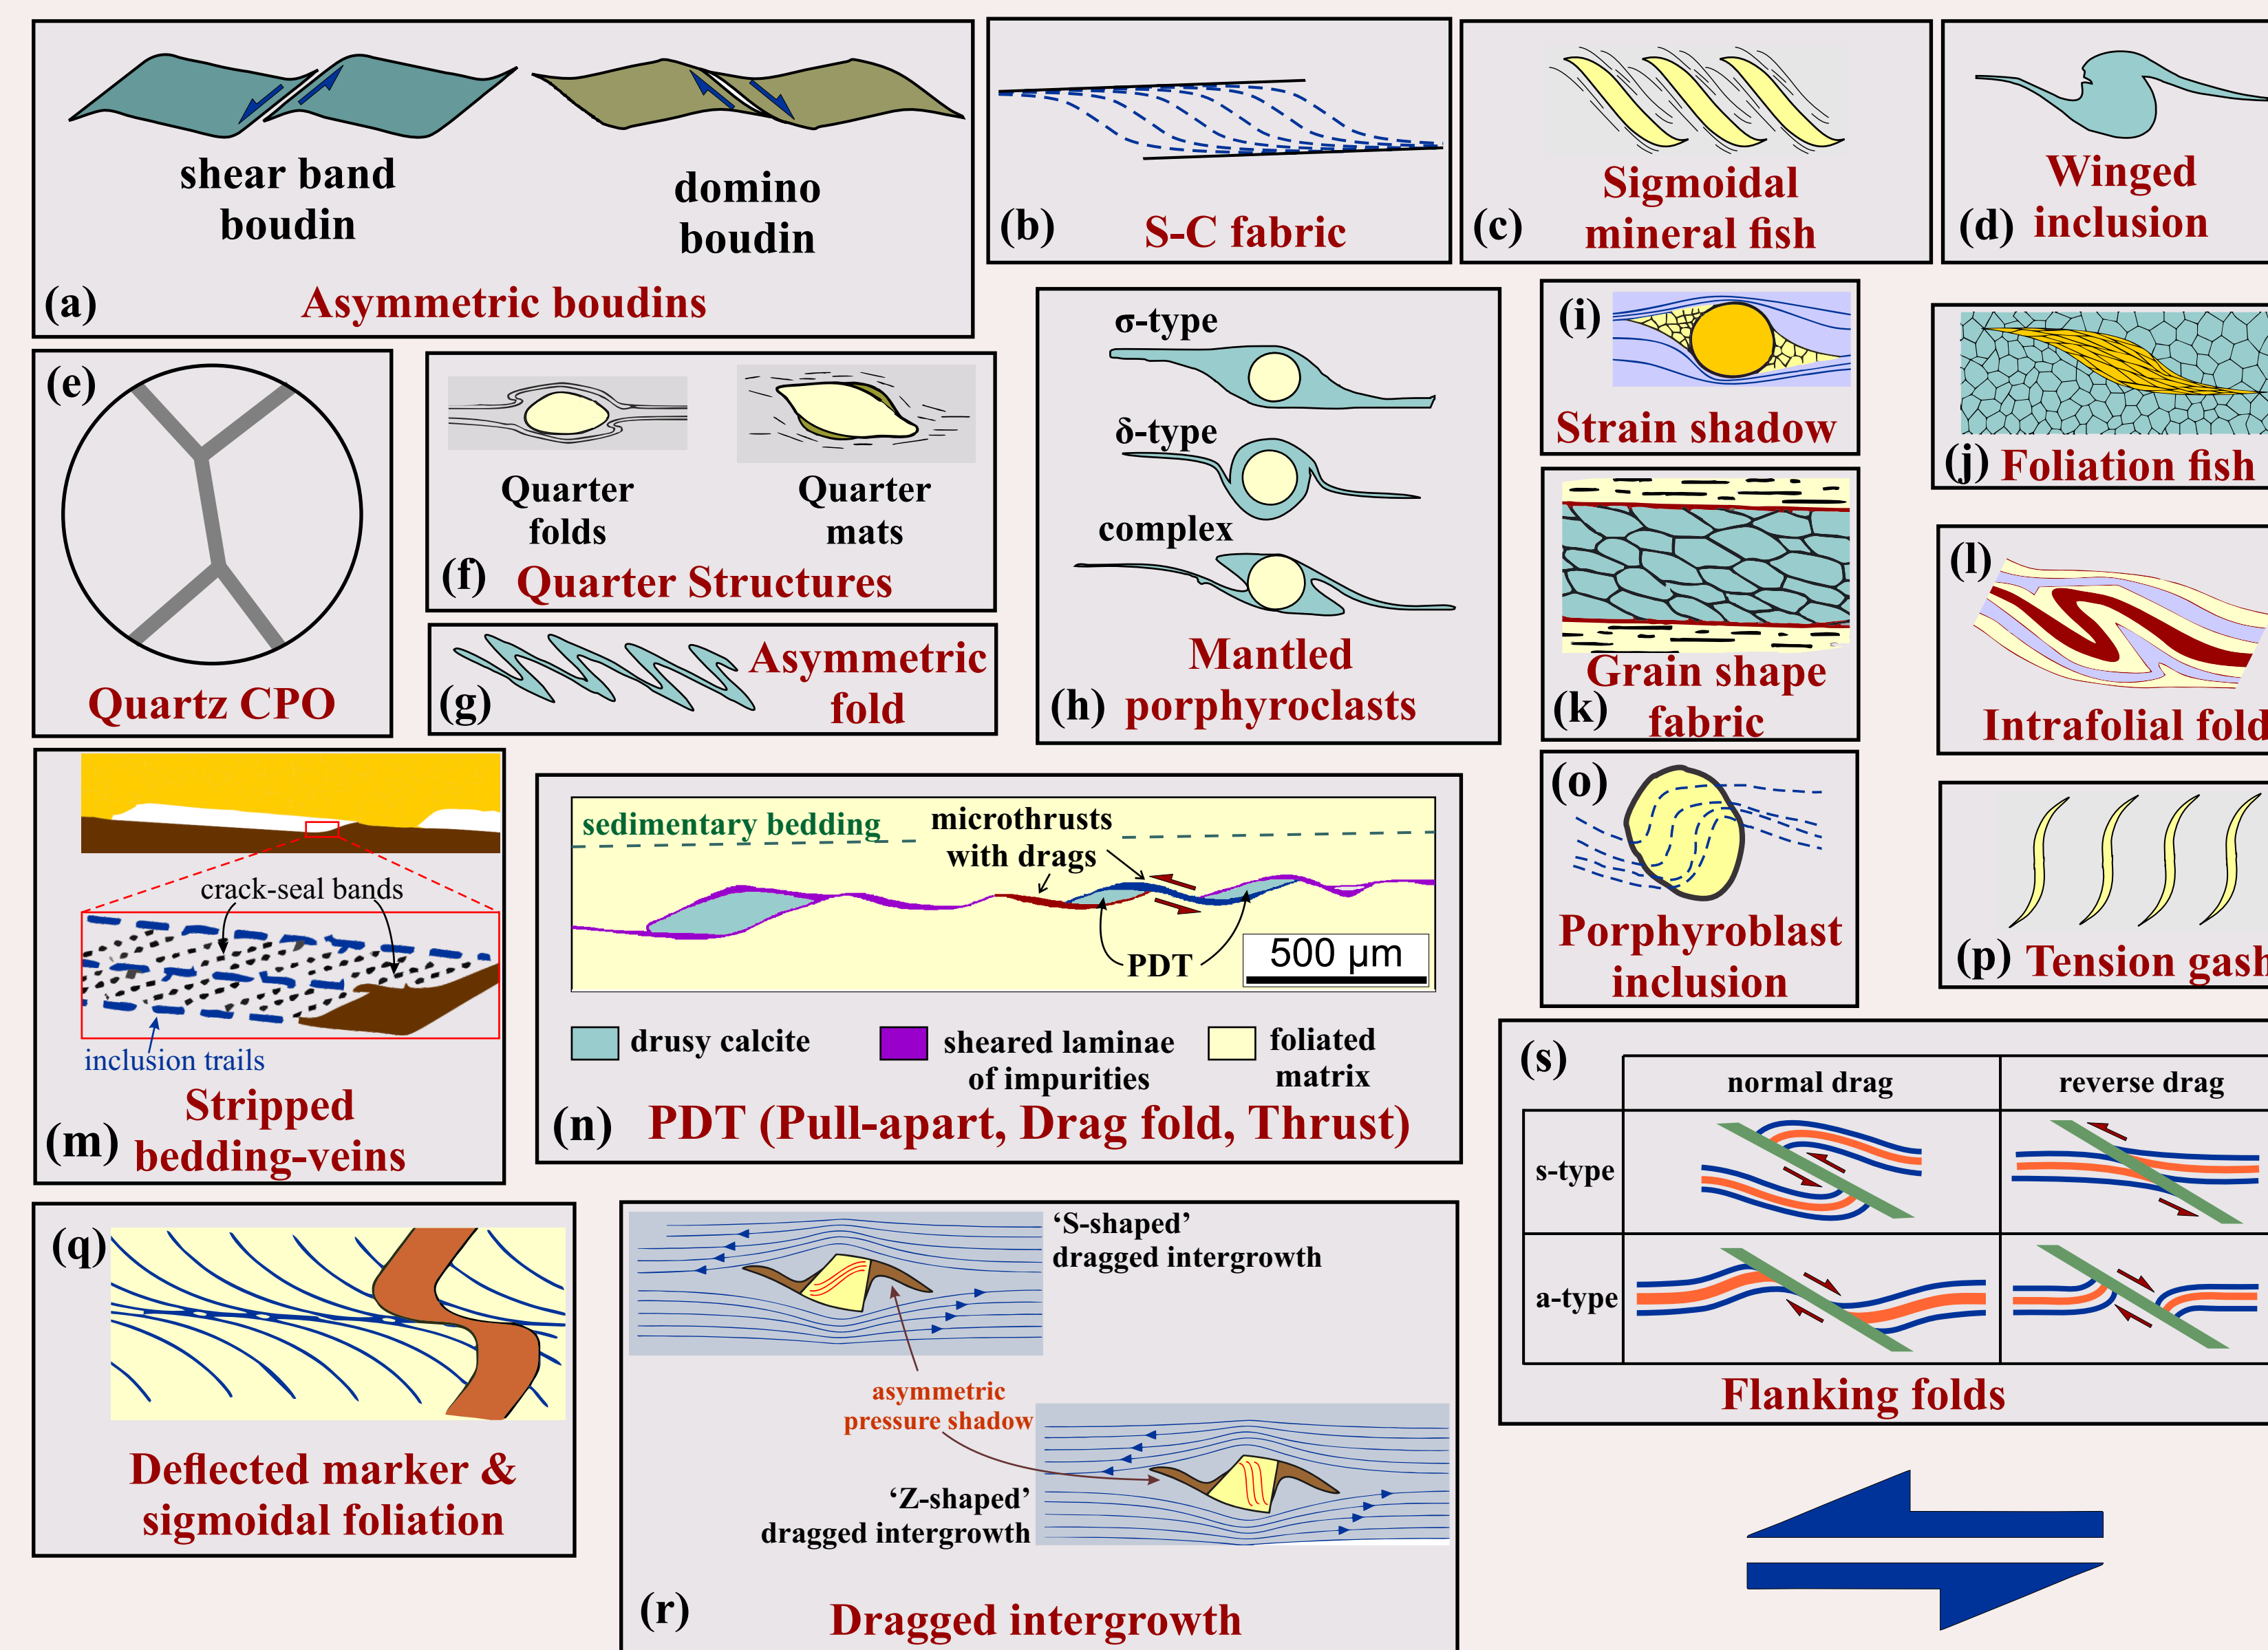 shear band
boudin
domino
boudin
(a)
Asymmetric boudins
(b)
S-C fabric
(c)
Sigmoidal
mineral fish
(d)
Winged
inclusion
(e)
Quartz CPO
Quarter
folds
Quarter
mats
(f)
Quarter Structures
(g)
Asymmetric
fold
σ-type
δ-type
complex
(h)
Mantled
porphyroclasts
(i)
Strain shadow
(j)
Foliation fish
(k)
Grain shape
fabric
(l)
Intrafolial fold
crack-seal bands
inclusion trails
(m)
Stripped
bedding-veins
sedimentary bedding
microthrusts
with drags
PDT
500 µm
drusy calcite
sheared laminae
of impurities
foliated
matrix
(n)
PDT (Pull-apart, Drag fold, Thrust)
(o)
Porphyroblast
inclusion
(p)
Tension gash
(q)
Deflected marker &
sigmoidal foliation
‘S-shaped’
dragged intergrowth
asymmetric
pressure shadow
‘Z-shaped’
dragged intergrowth
(r)
Dragged intergrowth
(s)
normal drag
reverse drag
s-type
a-type
Flanking folds